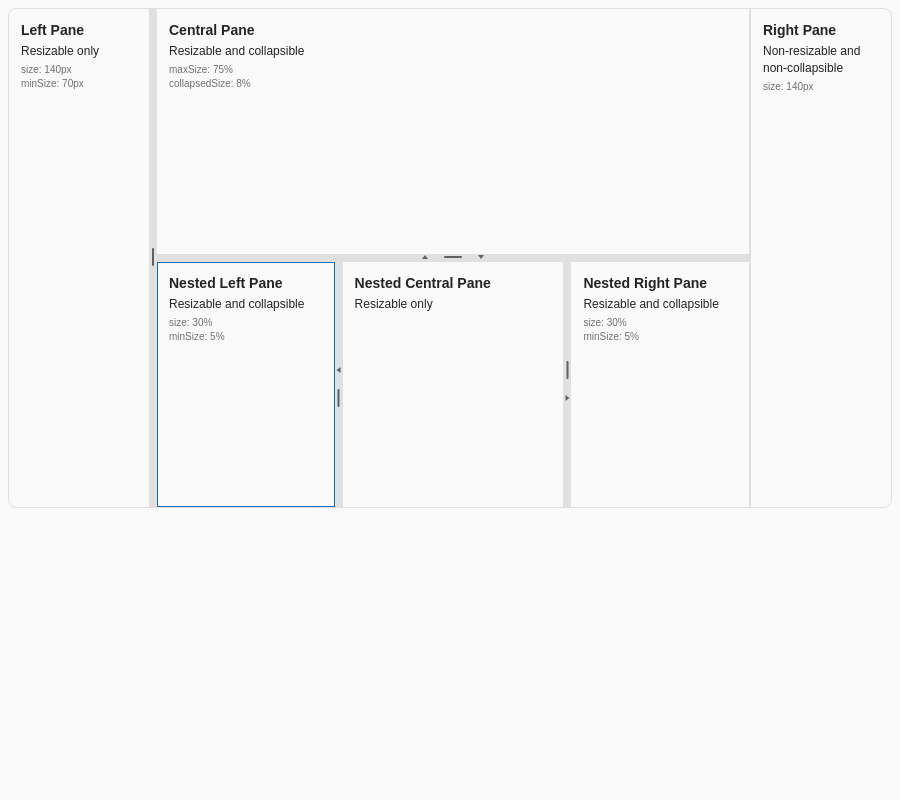 Left Pane
Resizable only
size: 140px
minSize: 70px
Central Pane
Resizable and collapsible
maxSize: 75%
collapsedSize: 8%
Right Pane
Non-resizable and
non-collapsible
size: 140px
Nested Left Pane
Resizable and collapsible
size: 30%
minSize: 5%
Nested Central Pane
Resizable only
Nested Right Pane
Resizable and collapsible
size: 30%
minSize: 5%